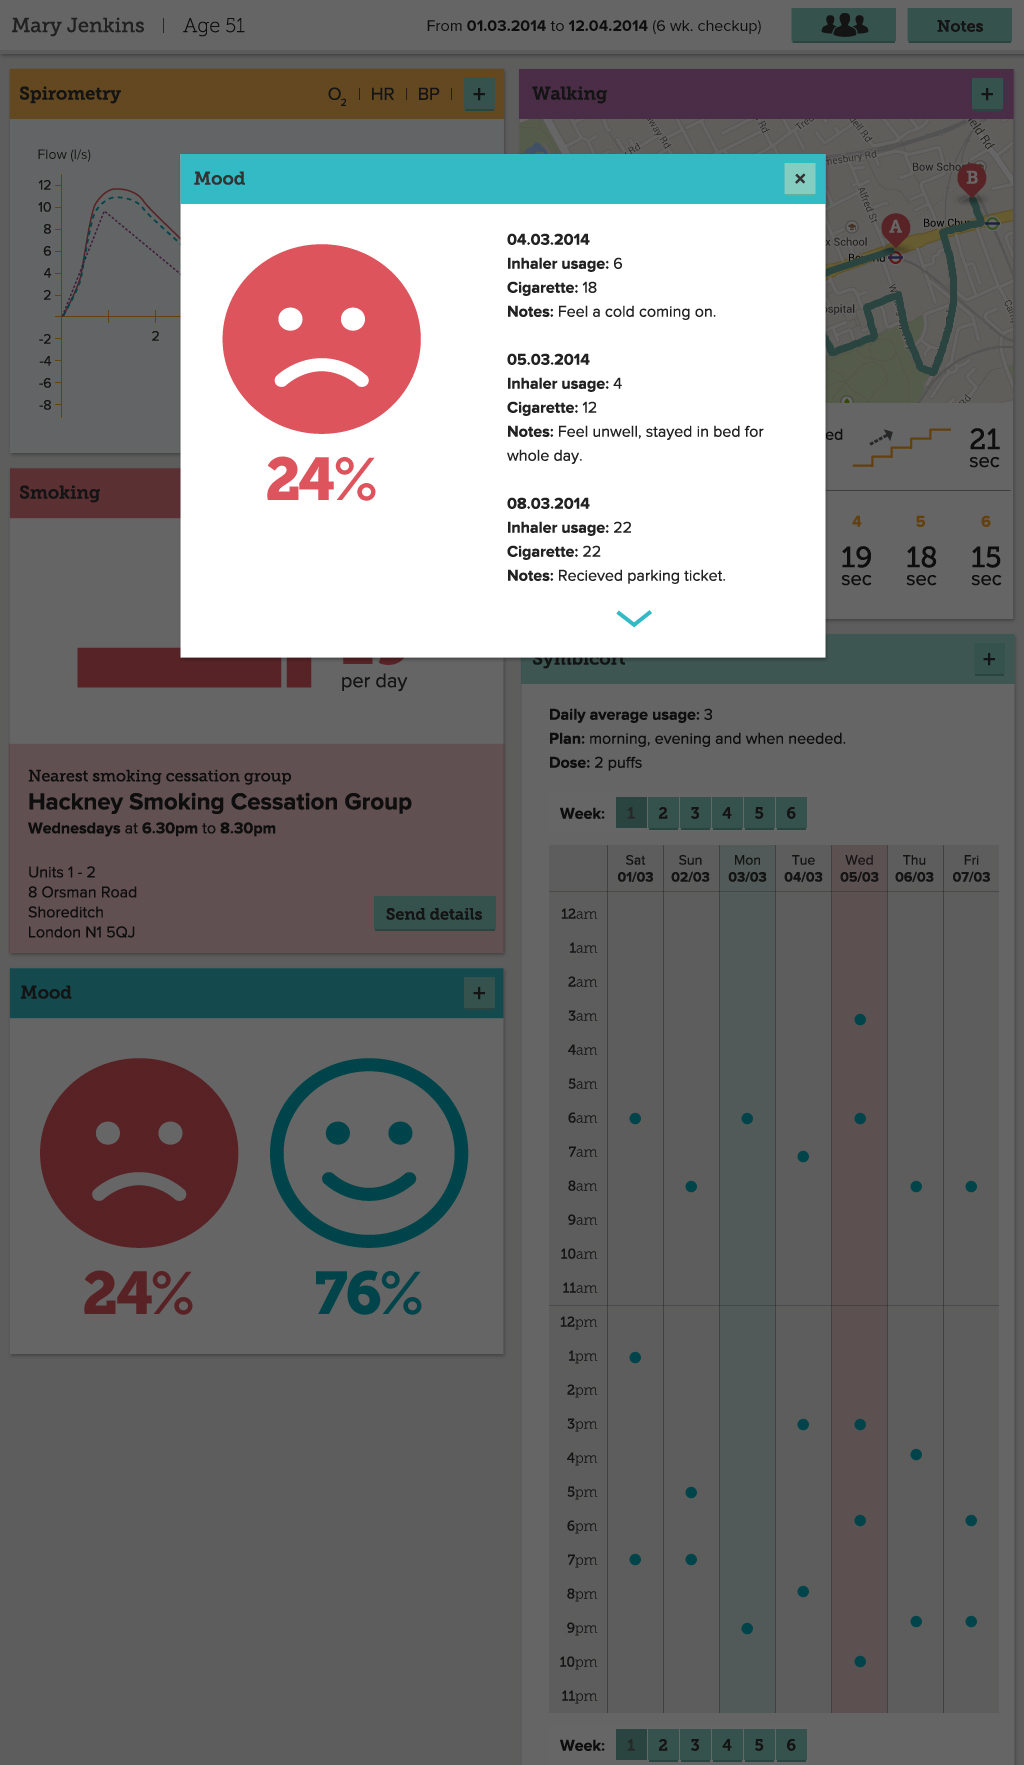 Mary Jenkins | Age 51
From 01.03.2014 to 12.04.2014 (6 wk. checkup)
Notes
Spirometry
O2 | HR | BP | +
Walking
+
Flow (l/s)
12
10
8
6
4
2
-2
-4
-6
-8
2
Mood
×
24%
04.03.2014
Inhaler usage: 6
Cigarette: 18
Notes: Feel a cold coming on.
05.03.2014
Inhaler usage: 4
Cigarette: 12
Notes: Feel unwell, stayed in bed for
whole day.
08.03.2014
Inhaler usage: 22
Cigarette: 22
Notes: Recieved parking ticket.
Rd
Rd
Alfred St
Bow
B
A
Bow
School
Rd
21
sec
4 5 6
19 18 15
sec sec sec
Smoking
per day
Nearest smoking cessation group
Hackney Smoking Cessation Group
Wednesdays at 6.30pm to 8.30pm
Units 1 - 2
8 Orsman Road
Shoreditch
London N1 5QJ
Send details
Mood
+
24% 76%
Symbicort
+
Daily average usage: 3
Plan: morning, evening and when needed.
Dose: 2 puffs
Week: 1 2 3 4 5 6
Sat Sun Mon Tue Wed Thu Fri
01/03 02/03 03/03 04/03 05/03 06/03 07/03
12am
1am
2am
3am
4am
5am
6am
7am
8am
9am
10am
11am
12pm
1pm
2pm
3pm
4pm
5pm
6pm
7pm
8pm
9pm
10pm
11pm
Week: 1 2 3 4 5 6